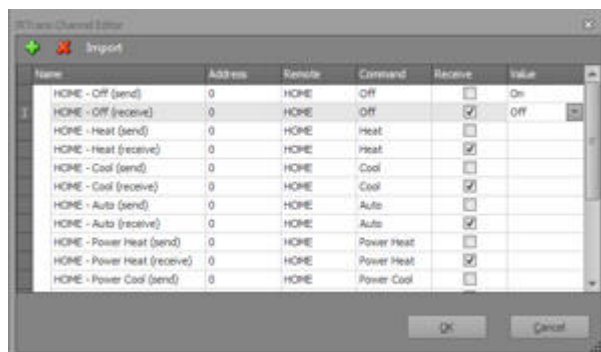 IRTrans Channel Editor
Import
Name Address Remote Command Receive Value
HOME - Off (send) 0 HOME Off On
HOME - Off (receive) 0 HOME Off Off
HOME - Heat (send) 0 HOME Heat
HOME - Heat (receive) 0 HOME Heat
HOME - Cool (send) 0 HOME Cool
HOME - Cool (receive) 0 HOME Cool
HOME - Auto (send) 0 HOME Auto
HOME - Auto (receive) 0 HOME Auto
HOME - Power Heat (send) 0 HOME Power Heat
HOME - Power Heat (receive) 0 HOME Power Heat
HOME - Power Cool (send) 0 HOME Power Cool
OK Cancel